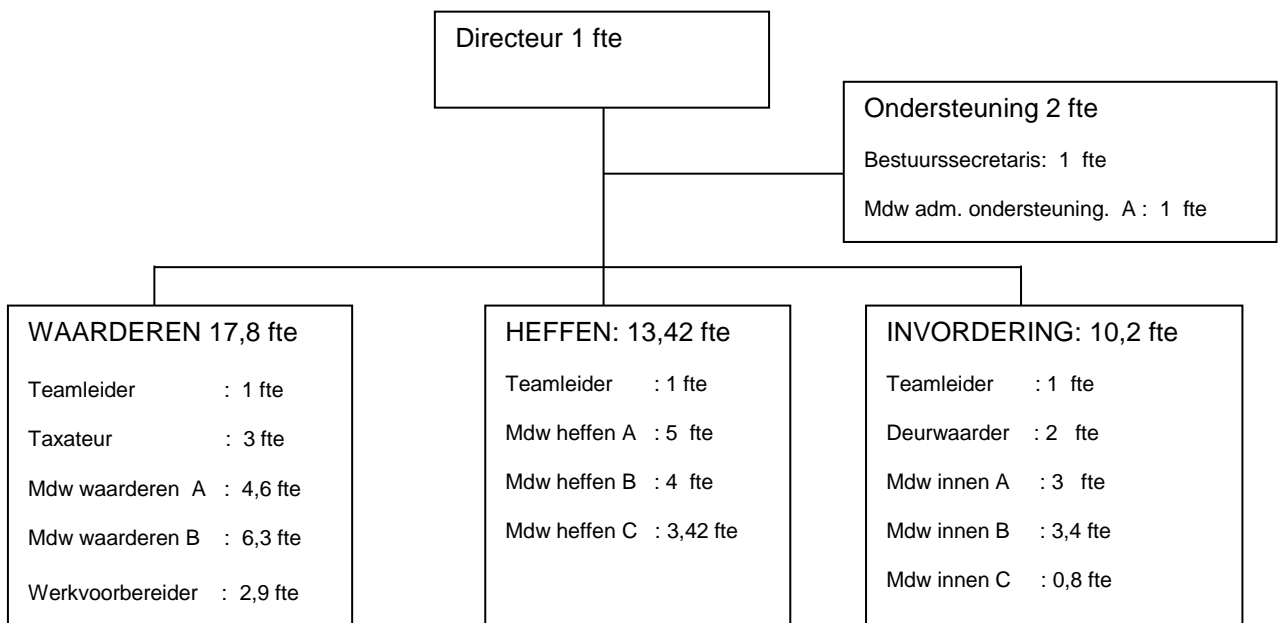 Directeur 1 fte
Ondersteuning 2 fte
Bestuurssecretaris: 1 fte
Mdw adm. ondersteuning. A : 1 fte
WAARDEREN 17,8 fte
Teamleider : 1 fte
Taxateur : 3 fte
Mdw waarderen A : 4,6 fte
Mdw waarderen B : 6,3 fte
Werkvoorbereider : 2,9 fte
HEFFEN: 13,42 fte
Teamleider : 1 fte
Mdw heffen A : 5 fte
Mdw heffen B : 4 fte
Mdw heffen C : 3,42 fte
INVORDERING: 10,2 fte
Teamleider : 1 fte
Deurwaarder : 2 fte
Mdw innen A : 3 fte
Mdw innen B : 3,4 fte
Mdw innen C : 0,8 fte